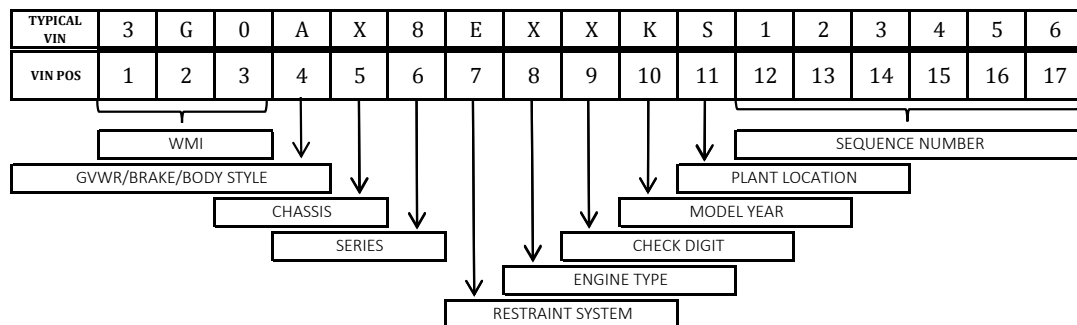 TYPICAL VIN 3 G 0 A X 8 E X X K S 1 2 3 4 5 6
VIN POS 1 2 3 4 5 6 7 8 9 10 11 12 13 14 15 16 17
WMI SEQUENCE NUMBER
GVWR/BRAKE/BODY STYLE PLANT LOCATION
CHASSIS MODEL YEAR
SERIES CHECK DIGIT
ENGINE TYPE
RESTRAINT SYSTEM